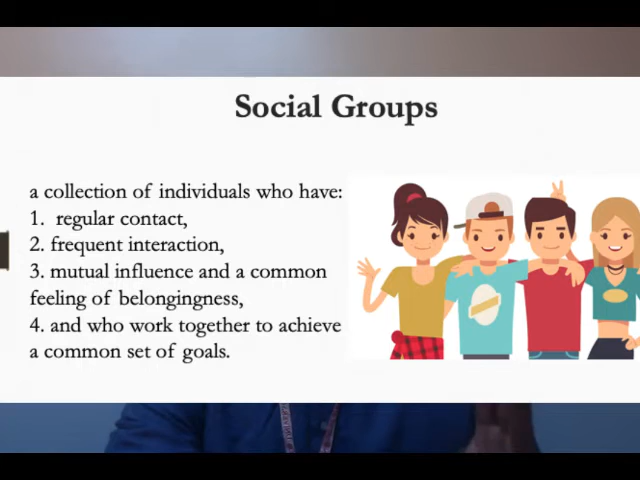 Social Groups
a collection of individuals who have:
1. regular contact,
2. frequent interaction,
3. mutual influence and a common
feeling of belongingness,
4. and who work together to achieve
a common set of goals.